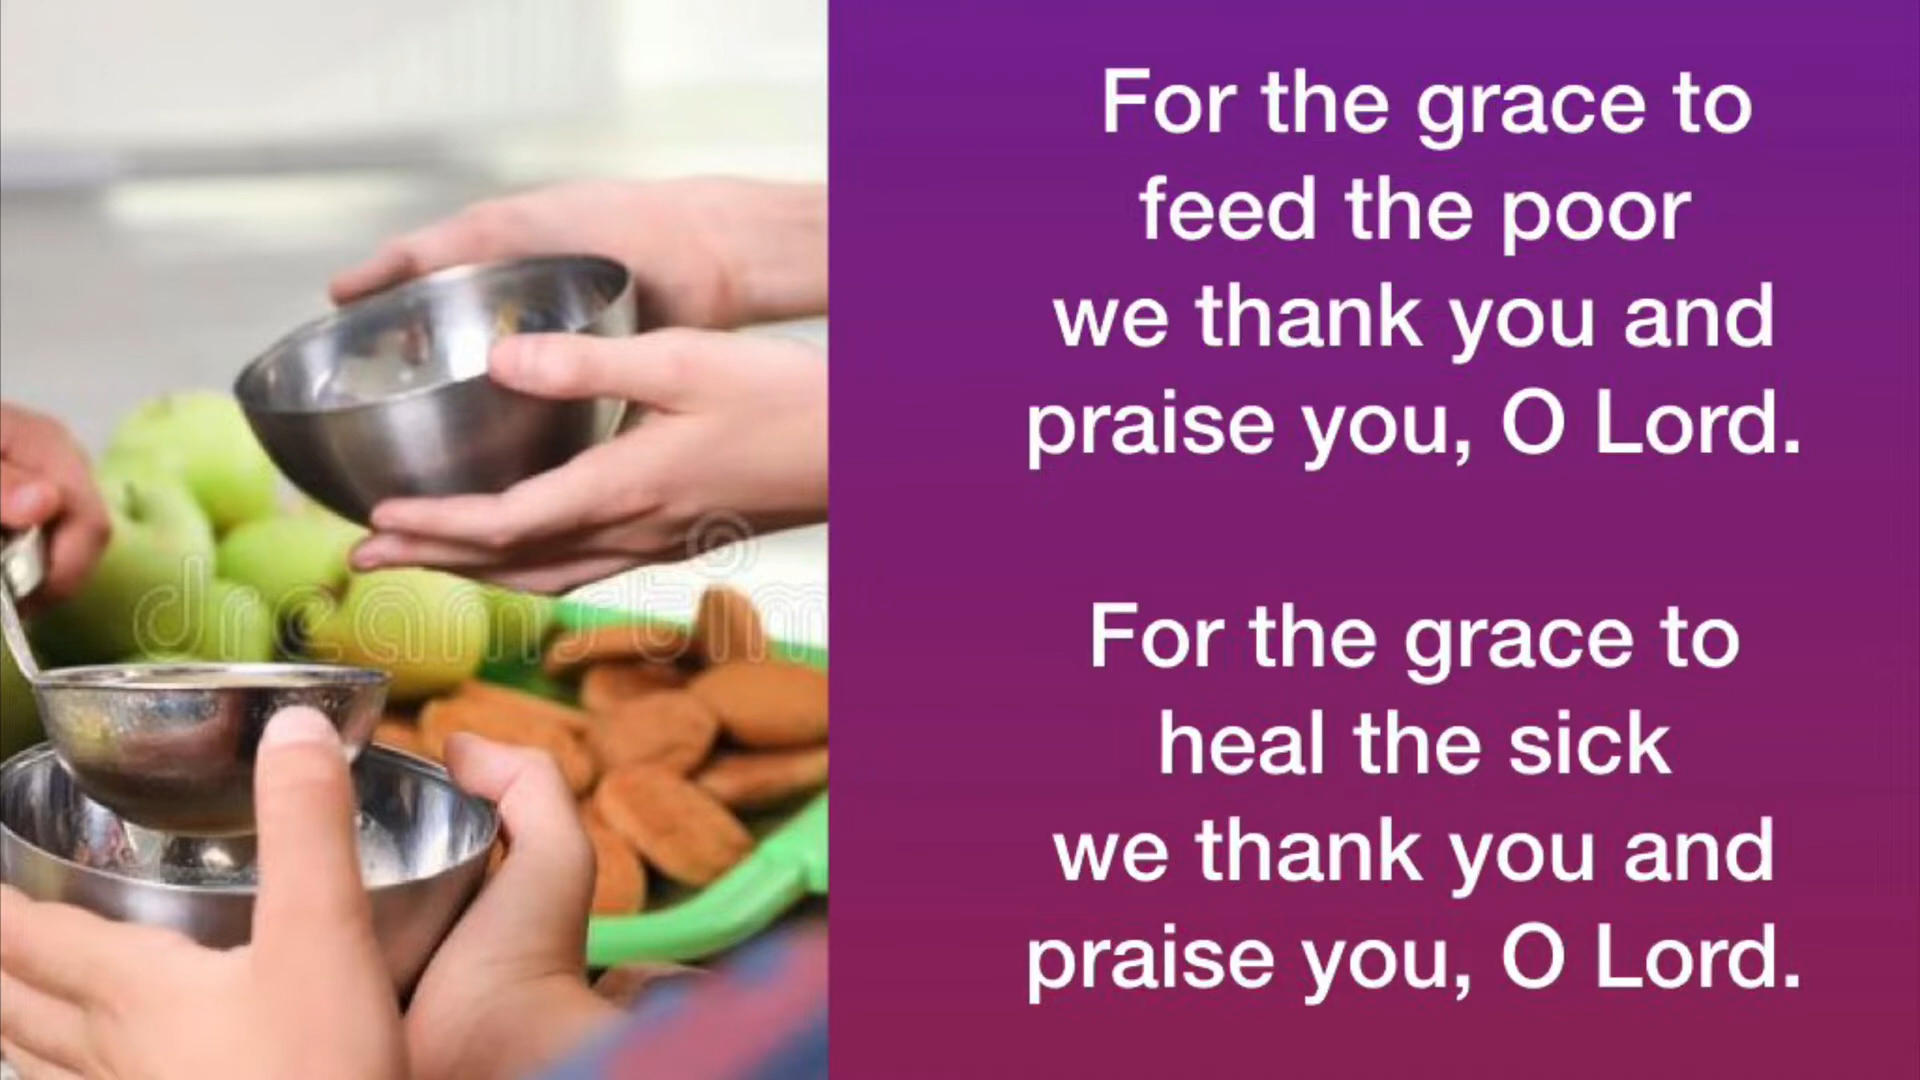 For the grace to
feed the poor
we thank you and
praise you, O Lord.
For the grace to
heal the sick
we thank you and
praise you, O Lord.
dreamstim